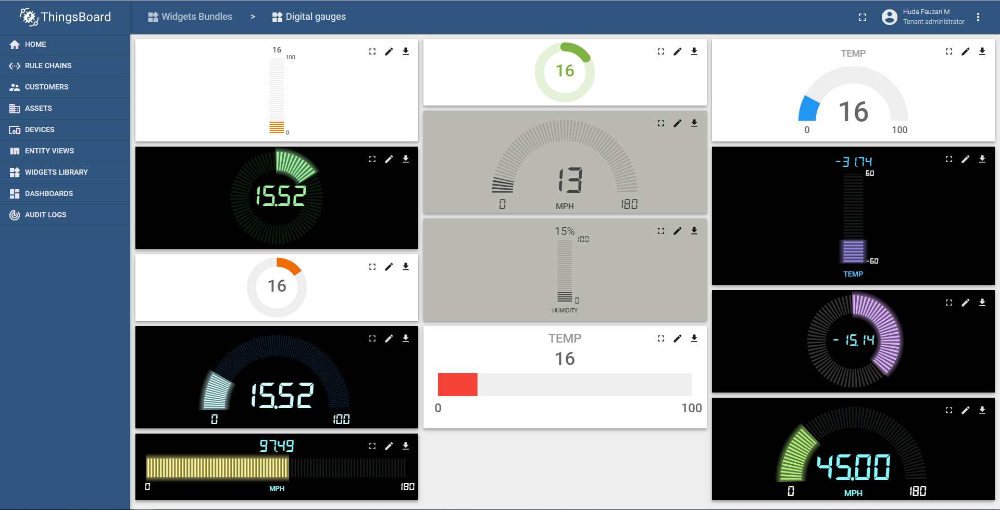 ThingsBoard
Widgets Bundles > Digital gauges
Huda Fauzan M
Tenant administrator
HOME
RULE CHAINS
CUSTOMERS
ASSETS
DEVICES
ENTITY VIEWS
WIDGETS LIBRARY
DASHBOARDS
AUDIT LOGS
16
100
0
15.52
16
15.52
0 100
97.49
0 180
MPH
16
13
0 180
MPH
15%
100
0
HUMIDITY
TEMP
16
0 100
TEMP
16
0 100
-31.74
60
-60
TEMP
-15.14
45.00
0 180
MPH